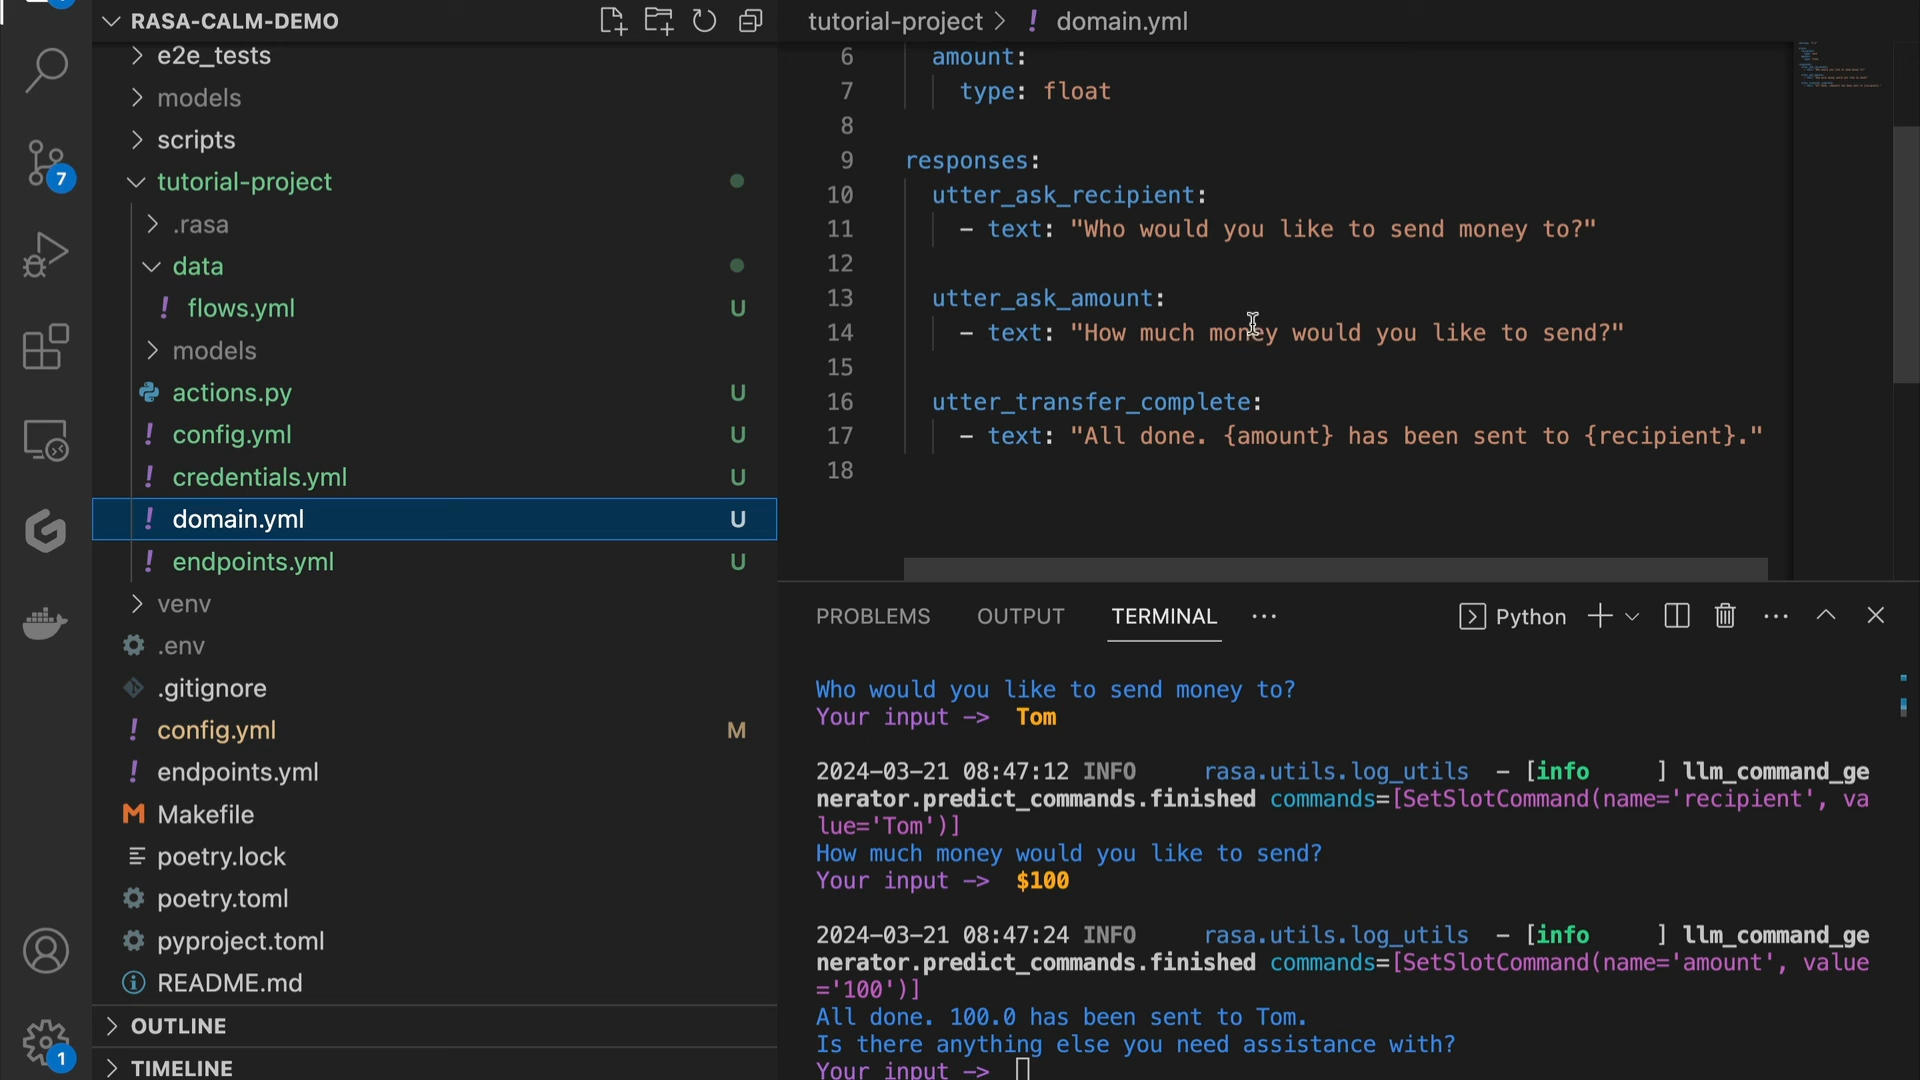 RASA-CALM-DEMO
e2e_tests
models
scripts
tutorial-project
.rasa
data
flows.yml U
models
actions.py U
config.yml U
credentials.yml U
domain.yml U
endpoints.yml U
venv
.env
.gitignore
config.yml M
endpoints.yml
Makefile
poetry.lock
poetry.toml
pyproject.toml
README.md
OUTLINE
TIMELINE
7
1
tutorial-project > ! domain.yml
6 amount:
7 type: float
8
9 responses:
10 utter_ask_recipient:
11 - text: "Who would you like to send money to?"
12
13 utter_ask_amount:
14 - text: "How much money would you like to send?"
15
16 utter_transfer_complete:
17 - text: "All done. {amount} has been sent to {recipient}."
18
PROBLEMS OUTPUT TERMINAL ··· Python
Who would you like to send money to?
Your input -> Tom
2024-03-21 08:47:12 INFO rasa.utils.log_utils - [info ] llm_command_ge
nerator.predict_commands.finished commands=[SetSlotCommand(name='recipient', va
lue='Tom')]
How much money would you like to send?
Your input -> $100
2024-03-21 08:47:24 INFO rasa.utils.log_utils - [info ] llm_command_ge
nerator.predict_commands.finished commands=[SetSlotCommand(name='amount', value
='100')]
All done. 100.0 has been sent to Tom.
Is there anything else you need assistance with?
Your input ->